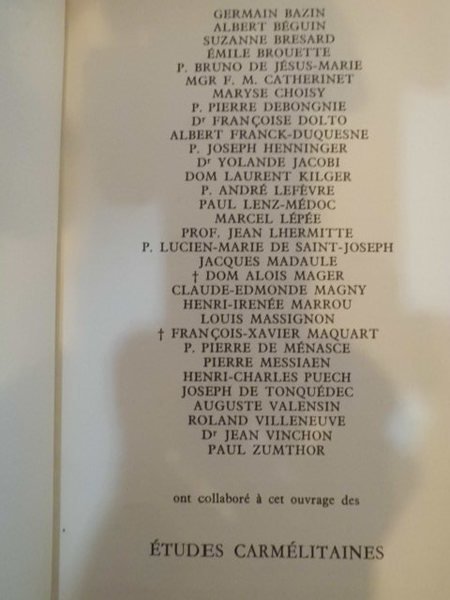 GERMAIN BAZIN
ALBERT BÉGUIN
SUZANNE BRESARD
ÉMILE BROUETTE
P. BRUNO DE JÉSUS-MARIE
MGR F. M. CATHERINET
MARYSE CHOISY
P. PIERRE DEBONGNIE
Dr FRANÇOISE DOLTO
ALBERT FRANCK-DUQUESNE
P. JOSEPH HENNINGER
Dr YOLANDE JACOBI
DOM LAURENT KILGER
P. ANDRÉ LEFÈVRE
PAUL LENZ-MÉDOC
MARCEL LÉPÉE
PROF. JEAN LHERMITTE
P. LUCIEN-MARIE DE SAINT-JOSEPH
JACQUES MADAULE
† DOM ALOIS MAGER
CLAUDE-EDMONDE MAGNY
HENRI-IRENÉE MARROU
LOUIS MASSIGNON
† FRANÇOIS-XAVIER MAQUART
P. PIERRE DE MÉNASCE
PIERRE MESSIAEN
HENRI-CHARLES PUECH
JOSEPH DE TONQUÉDEC
AUGUSTE VALENSIN
ROLAND VILLENEUVE
Dr JEAN VINCHON
PAUL ZUMTHOR
ont collaboré à cet ouvrage des
ÉTUDES CARMÉLITAINES